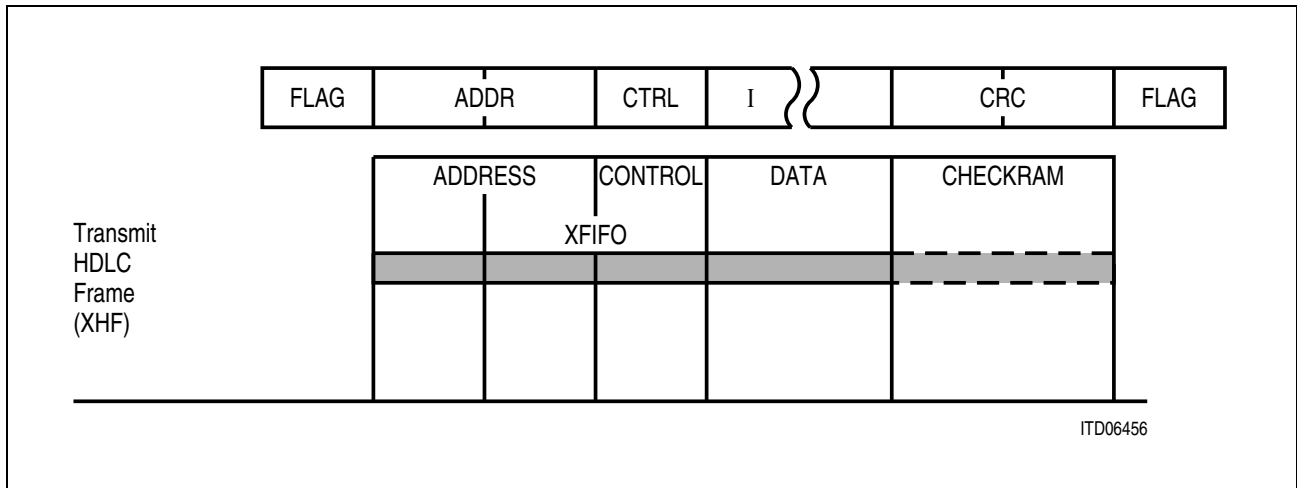 FLAG ADDR CTRL I CRC FLAG
ADDRESS CONTROL DATA CHECKRAM
XFIFO
Transmit
HDLC
Frame
(XHF)
ITD06456